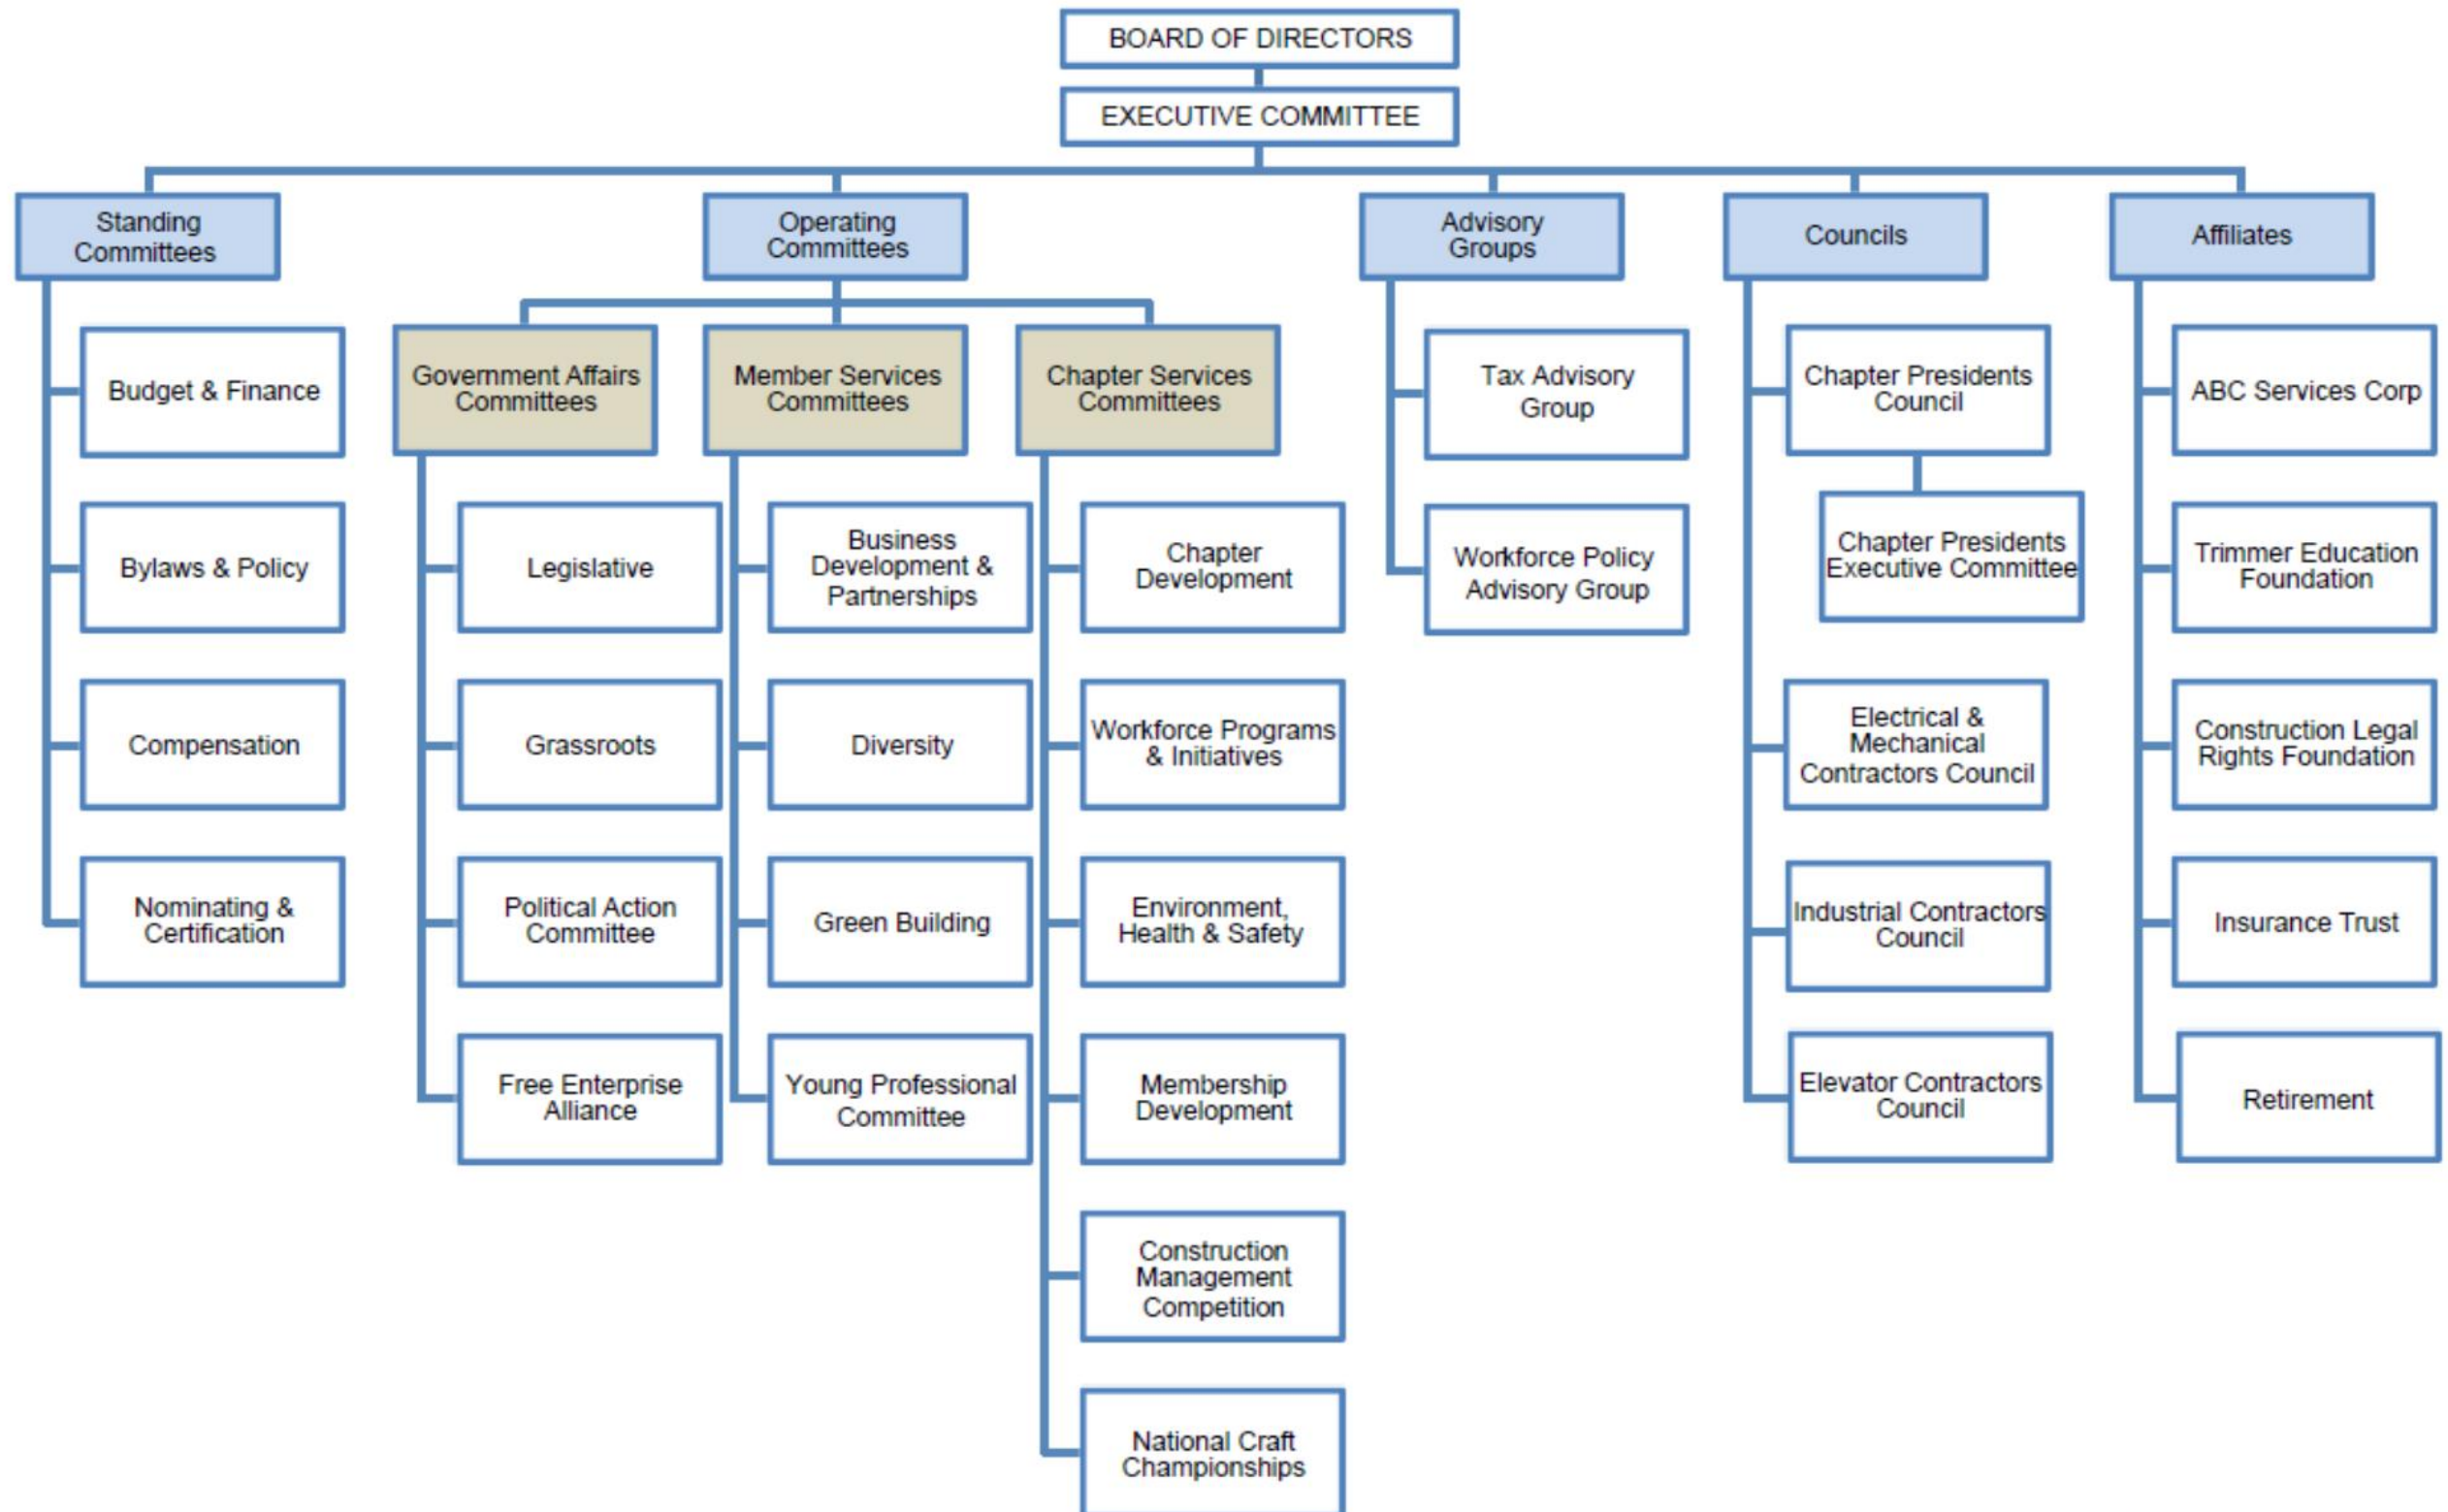 BOARD OF DIRECTORS
EXECUTIVE COMMITTEE
Standing
Committees
Operating
Committees
Advisory
Groups
Councils
Affiliates
Budget & Finance
Bylaws & Policy
Compensation
Nominating &
Certification
Government Affairs
Committees
Legislative
Grassroots
Political Action
Committee
Free Enterprise
Alliance
Member Services
Committees
Business
Development &
Partnerships
Diversity
Green Building
Young Professional
Committee
Chapter Services
Committees
Chapter
Development
Workforce Programs
& Initiatives
Environment,
Health & Safety
Membership
Development
Construction
Management
Competition
National Craft
Championships
Tax Advisory
Group
Workforce Policy
Advisory Group
Chapter Presidents
Council
Chapter Presidents
Executive Committee
Electrical &
Mechanical
Contractors Council
Industrial Contractors
Council
Elevator Contractors
Council
ABC Services Corp
Trimmer Education
Foundation
Construction Legal
Rights Foundation
Insurance Trust
Retirement